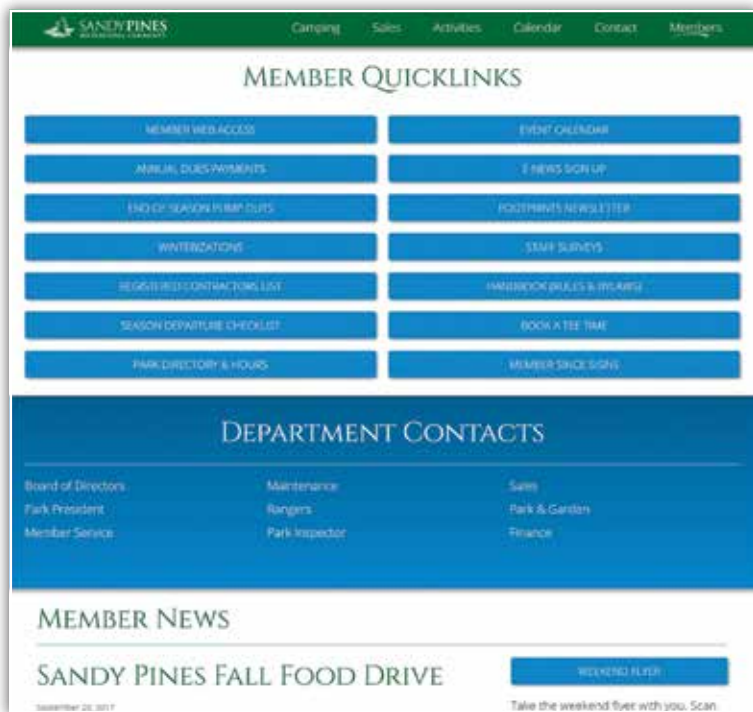 SANDY PINES
Camping Sales Activities Calendar Contact Members
MEMBER QUICKLINKS
MEMBER WEB ACCESS
EVENT CALENDAR
ANNUAL DUES PAYMENTS
E-NEWS SIGN UP
END OF SEASON PUMP OUTS
FOOTPRINTS NEWSLETTER
WINTERIZATIONS
STAFF SURVEYS
REGISTERED CONTRACTORS LIST
HANDBOOK (RULES & BYLAWS)
SEASON DEPARTURE CHECKLIST
BOOK A TEE TIME
PARK DIRECTORY & HOURS
MEMBER SINCE SIGNS
DEPARTMENT CONTACTS
Board of Directors Maintenance Sales
Park President Rangers Park & Garden
Member Service Park Inspector Finance
MEMBER NEWS
SANDY PINES FALL FOOD DRIVE
WEEKEND FLYER
Take the weekend flyer with you. Scan